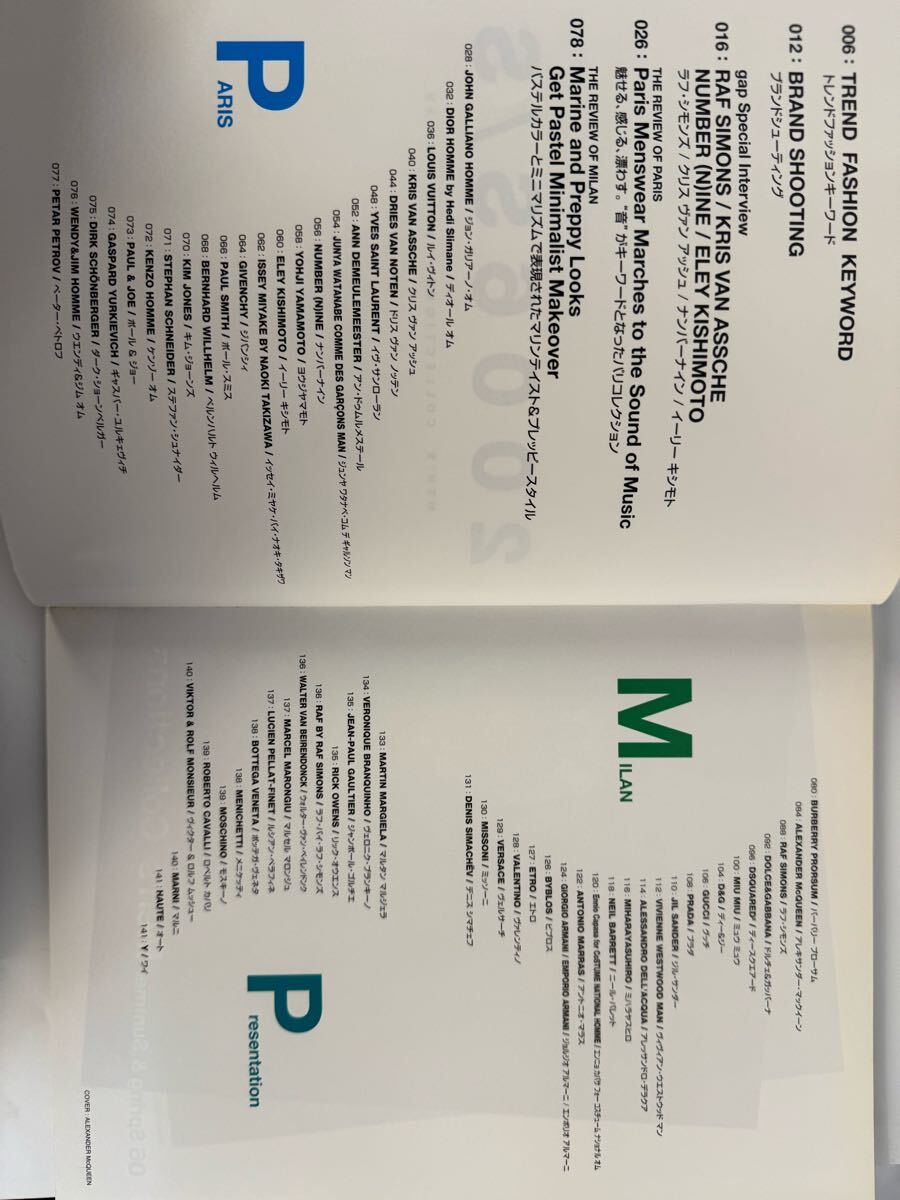 006 : TREND FASHION KEYWORD
トレンドファッションキーワード
012 : BRAND SHOOTING
ブランドシューティング
gap Special Interview
016 : RAF SIMONS / KRIS VAN ASSCHE
NUMBER (N)INE / ELEY KISHIMOTO
ラフ・シモンズ / クリス ヴァン アッシュ / ナンバーナイン / イーリー キシモト
THE REVIEW OF PARIS
026 : Paris Menswear Marches to the Sound of Music
魅せる、感じる、漂わす。“音”がキーワードとなったパリコレクション
THE REVIEW OF MILAN
078 : Marine and Preppy Looks
Get Pastel Minimalist Makeover
パステルカラーとミニマリズムで表現されたマリンテイスト&プレッピースタイル
PARIS
028 : JOHN GALLIANO HOMME / ジョン・ガリアーノ・オム
032 : DIOR HOMME by Hedi Slimane / ディオール オム
036 : LOUIS VUITTON / ルイ・ヴィトン
040 : KRIS VAN ASSCHE / クリス ヴァン アッシュ
044 : DRIES VAN NOTEN / ドリス ヴァン ノッテン
048 : YVES SAINT LAURENT / イヴ・サンローラン
052 : ANN DEMEULEMEESTER / アン・ドゥムルメステール
054 : JUNYA WATANABE COMME DES GARÇONS MAN / ジュンヤ ワタナベ・コム デ ギャルソン マン
056 : NUMBER (N)INE / ナンバーナイン
058 : YOHJI YAMAMOTO / ヨウジヤマモト
060 : ELEY KISHIMOTO / イーリー キシモト
062 : ISSEY MIYAKE BY NAOKI TAKIZAWA / イッセイ・ミヤケ・バイ・ナオキ・タキザワ
064 : GIVENCHY / ジバンシィ
066 : PAUL SMITH / ポール・スミス
068 : BERNHARD WILLHELM / ベルンハルト ウィルヘルム
070 : KIM JONES / キム・ジョーンズ
071 : STEPHAN SCHNEIDER / ステファン・シュナイダー
072 : KENZO HOMME / ケンゾー オム
073 : PAUL & JOE / ポール & ジョー
074 : GASPARD YURKIEVICH / ギャスパー・ユルキェヴィチ
075 : DIRK SCHÖNBERGER / ダーク・ショーンベルガー
076 : WENDY&JIM HOMME / ウエンディ&ジム オム
077 : PETAR PETROV / ペーター・ペトロフ
MILAN
080 : BURBERRY PRORSUM / バーバリー プローサム
084 : ALEXANDER McQUEEN / アレキサンダー・マックイーン
088 : RAF SIMONS / ラフ・シモンズ
092 : DOLCE&GABBANA / ドルチェ&ガッバーナ
096 : DSQUARED² / ディースクエアード
100 : MIU MIU / ミュウ ミュウ
104 : D&G / ディー&ジー
106 : GUCCI / グッチ
108 : PRADA / プラダ
110 : JIL SANDER / ジル・サンダー
112 : VIVIENNE WESTWOOD MAN / ヴィヴィアン・ウエストウッド マン
114 : ALESSANDRO DELL'ACQUA / アレッサンドロ・デラクア
116 : MIHARAYASUHIRO / ミハラヤスヒロ
118 : NEIL BARRETT / ニール・バレット
120 : Ennio Capasa for CoSTUME NATIONAL HOMME / エンニョ カパサ フォー コスチューム ナショナル オム
122 : ANTONIO MARRAS / アントニオ・マラス
124 : GIORGIO ARMANI / EMPORIO ARMANI / ジョルジオ アルマーニ / エンポリオ アルマーニ
126 : BYBLOS / ビブロス
127 : ETRO / エトロ
128 : VALENTINO / ヴァレンティノ
129 : VERSACE / ヴェルサーチ
130 : MISSONI / ミッソーニ
131 : DENIS SIMACHËV / デニス シマチェフ
Presentation
133 : MARTIN MARGIELA / マルタン マルジェラ
134 : VERONIQUE BRANQUINHO / ヴェローク・ブランキーノ
135 : JEAN-PAUL GAULTIER / ジャンポール・ゴルチエ
135 : RICK OWENS / リック・オウエンス
136 : RAF BY RAF SIMONS / ラフ・バイ・ラフ・シモンズ
136 : WALTER VAN BEIRENDONCK / ウォルター・ヴァン・ベイレンドンク
137 : MARCEL MARONGIU / マルセル マロンジュ
137 : LUCIEN PELLAT-FINET / ルシアン・ペラフィネ
138 : BOTTEGA VENETA / ボッテガ・ヴェネタ
138 : MENICHETTI / メニケッティ
139 : MOSCHINO / モスキーノ
139 : ROBERTO CAVALLI / ロベルト カバリ
140 : VIKTOR & ROLF MONSIEUR / ヴィクター & ロルフ ムッシュー
140 : MARNI / マルニ
141 : HAUTE / オート
141 : Y / ワイ
COVER : ALEXANDER McQUEEN